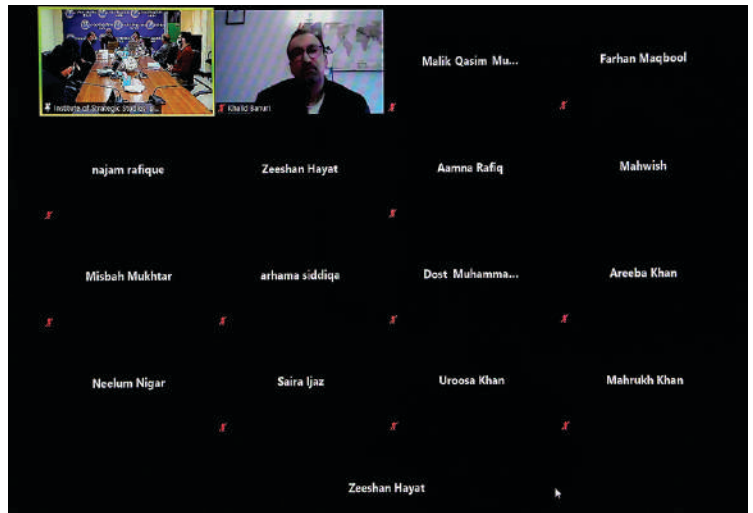 Institute of Strategic Studies,
Khalid Banuri
Malik Qasim Mu...
Farhan Maqbool
najam rafique
Zeeshan Hayat
Aamna Rafiq
Mahwish
Misbah Mukhtar
arhama siddiqa
Dost Muhamma...
Areeba Khan
Neelum Nigar
Saira Ijaz
Uroosa Khan
Mahrukh Khan
Zeeshan Hayat